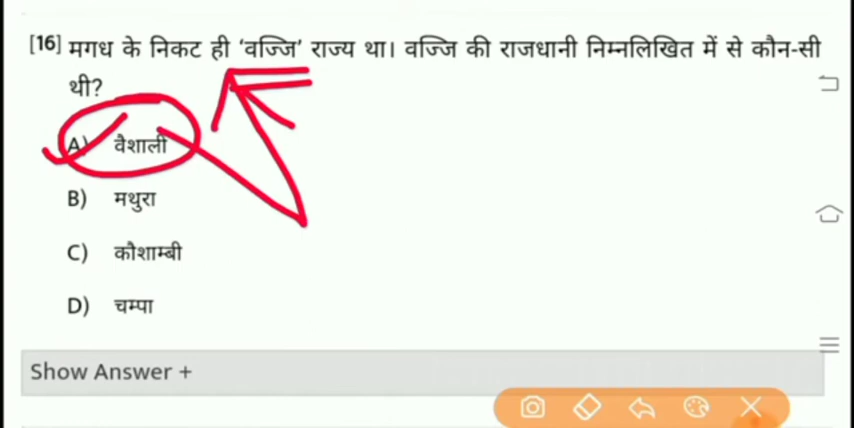 [16] मगध के निकट ही ‘वज्जि’ राज्य था। वज्जि की राजधानी निम्नलिखित में से कौन-सी
थी?
A) वैशाली
B) मथुरा
C) कौशाम्बी
D) चम्पा
Show Answer +